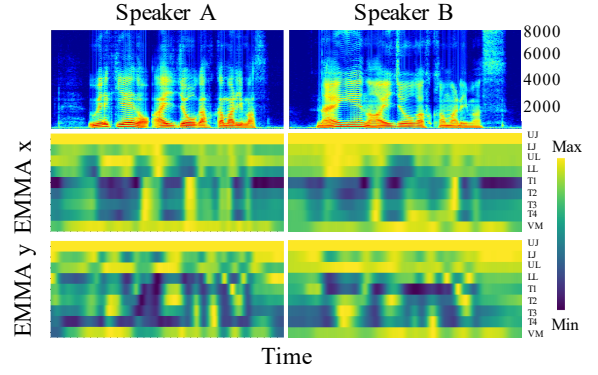 Speaker A
Speaker B
8000
6000
4000
2000
EMMA x
UJ
LJ
UL
LL
T1
T2
T3
T4
VM
EMMA y
UJ
LJ
UL
LL
T1
T2
T3
T4
VM
Max
Min
Time